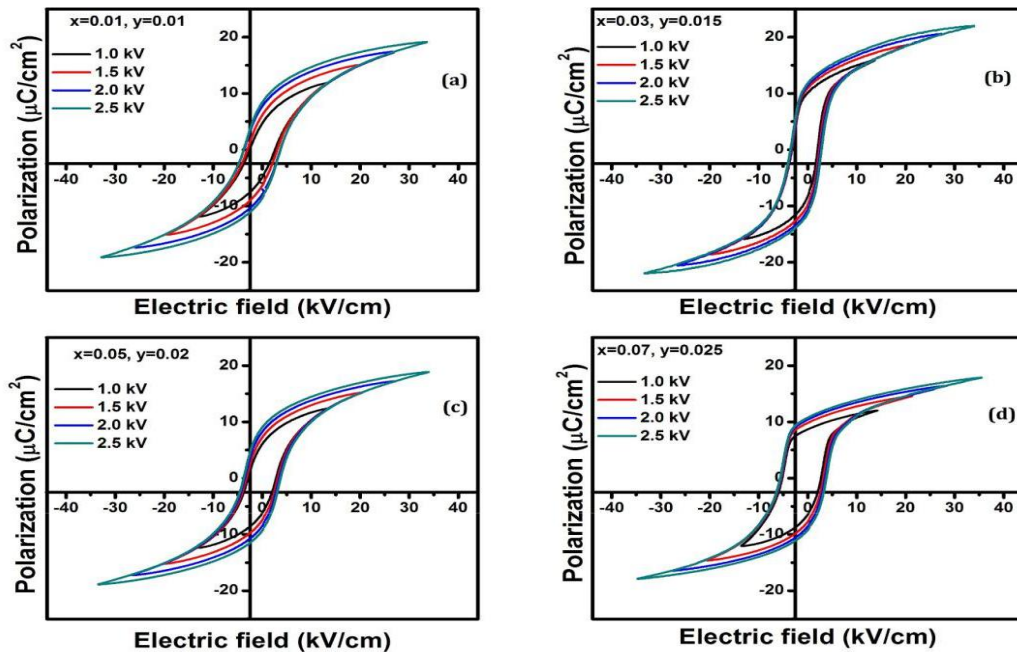 x=0.01, y=0.01
1.0 kV
1.5 kV
2.0 kV
2.5 kV
(a)
20
10
0
-10
-20
-40 -30 -20 -10 0 10 20 30 40
Polarization (μC/cm²)
Electric field (kV/cm)
x=0.03, y=0.015
1.0 kV
1.5 kV
2.0 kV
2.5 kV
(b)
20
10
0
-10
-20
-40 -30 -20 -10 0 10 20 30 40
Polarization (μC/cm²)
Electric field (kV/cm)
x=0.05, y=0.02
1.0 kV
1.5 kV
2.0 kV
2.5 kV
(c)
20
10
0
-10
-20
-40 -30 -20 -10 0 10 20 30 40
Polarization (μC/cm²)
Electric field (kV/cm)
x=0.07, y=0.025
1.0 kV
1.5 kV
2.0 kV
2.5 kV
(d)
20
10
0
-10
-20
-40 -30 -20 -10 0 10 20 30 40
Polarization (μC/cm²)
Electric field (kV/cm)